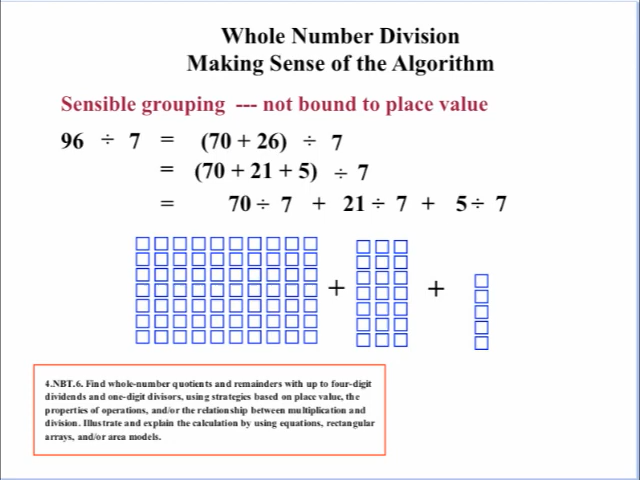 Whole Number Division
Making Sense of the Algorithm
Sensible grouping --- not bound to place value
96 ÷ 7 = (70 + 26) ÷ 7
= (70 + 21 + 5) ÷ 7
= 70 ÷ 7 + 21 ÷ 7 + 5 ÷ 7
+ +
4.NBT.6. Find whole-number quotients and remainders with up to four-digit
dividends and one-digit divisors, using strategies based on place value, the
properties of operations, and/or the relationship between multiplication and
division. Illustrate and explain the calculation by using equations, rectangular
arrays, and/or area models.